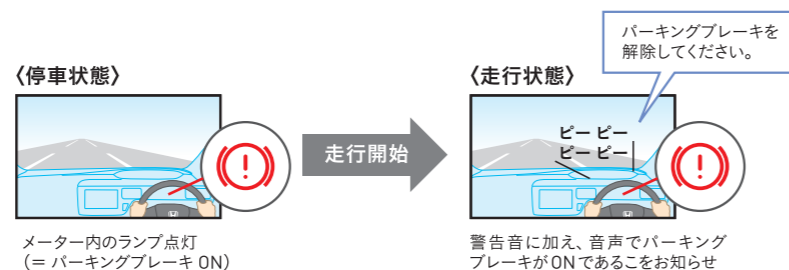 パーキングブレーキを
解除してください。
〈停車状態〉
〈走行状態〉
ピー ピー
ピー ピー
走行開始
メーター内のランプ点灯
(= パーキングブレーキ ON)
警告音に加え、音声でパーキング
ブレーキがONであるこをお知らせ